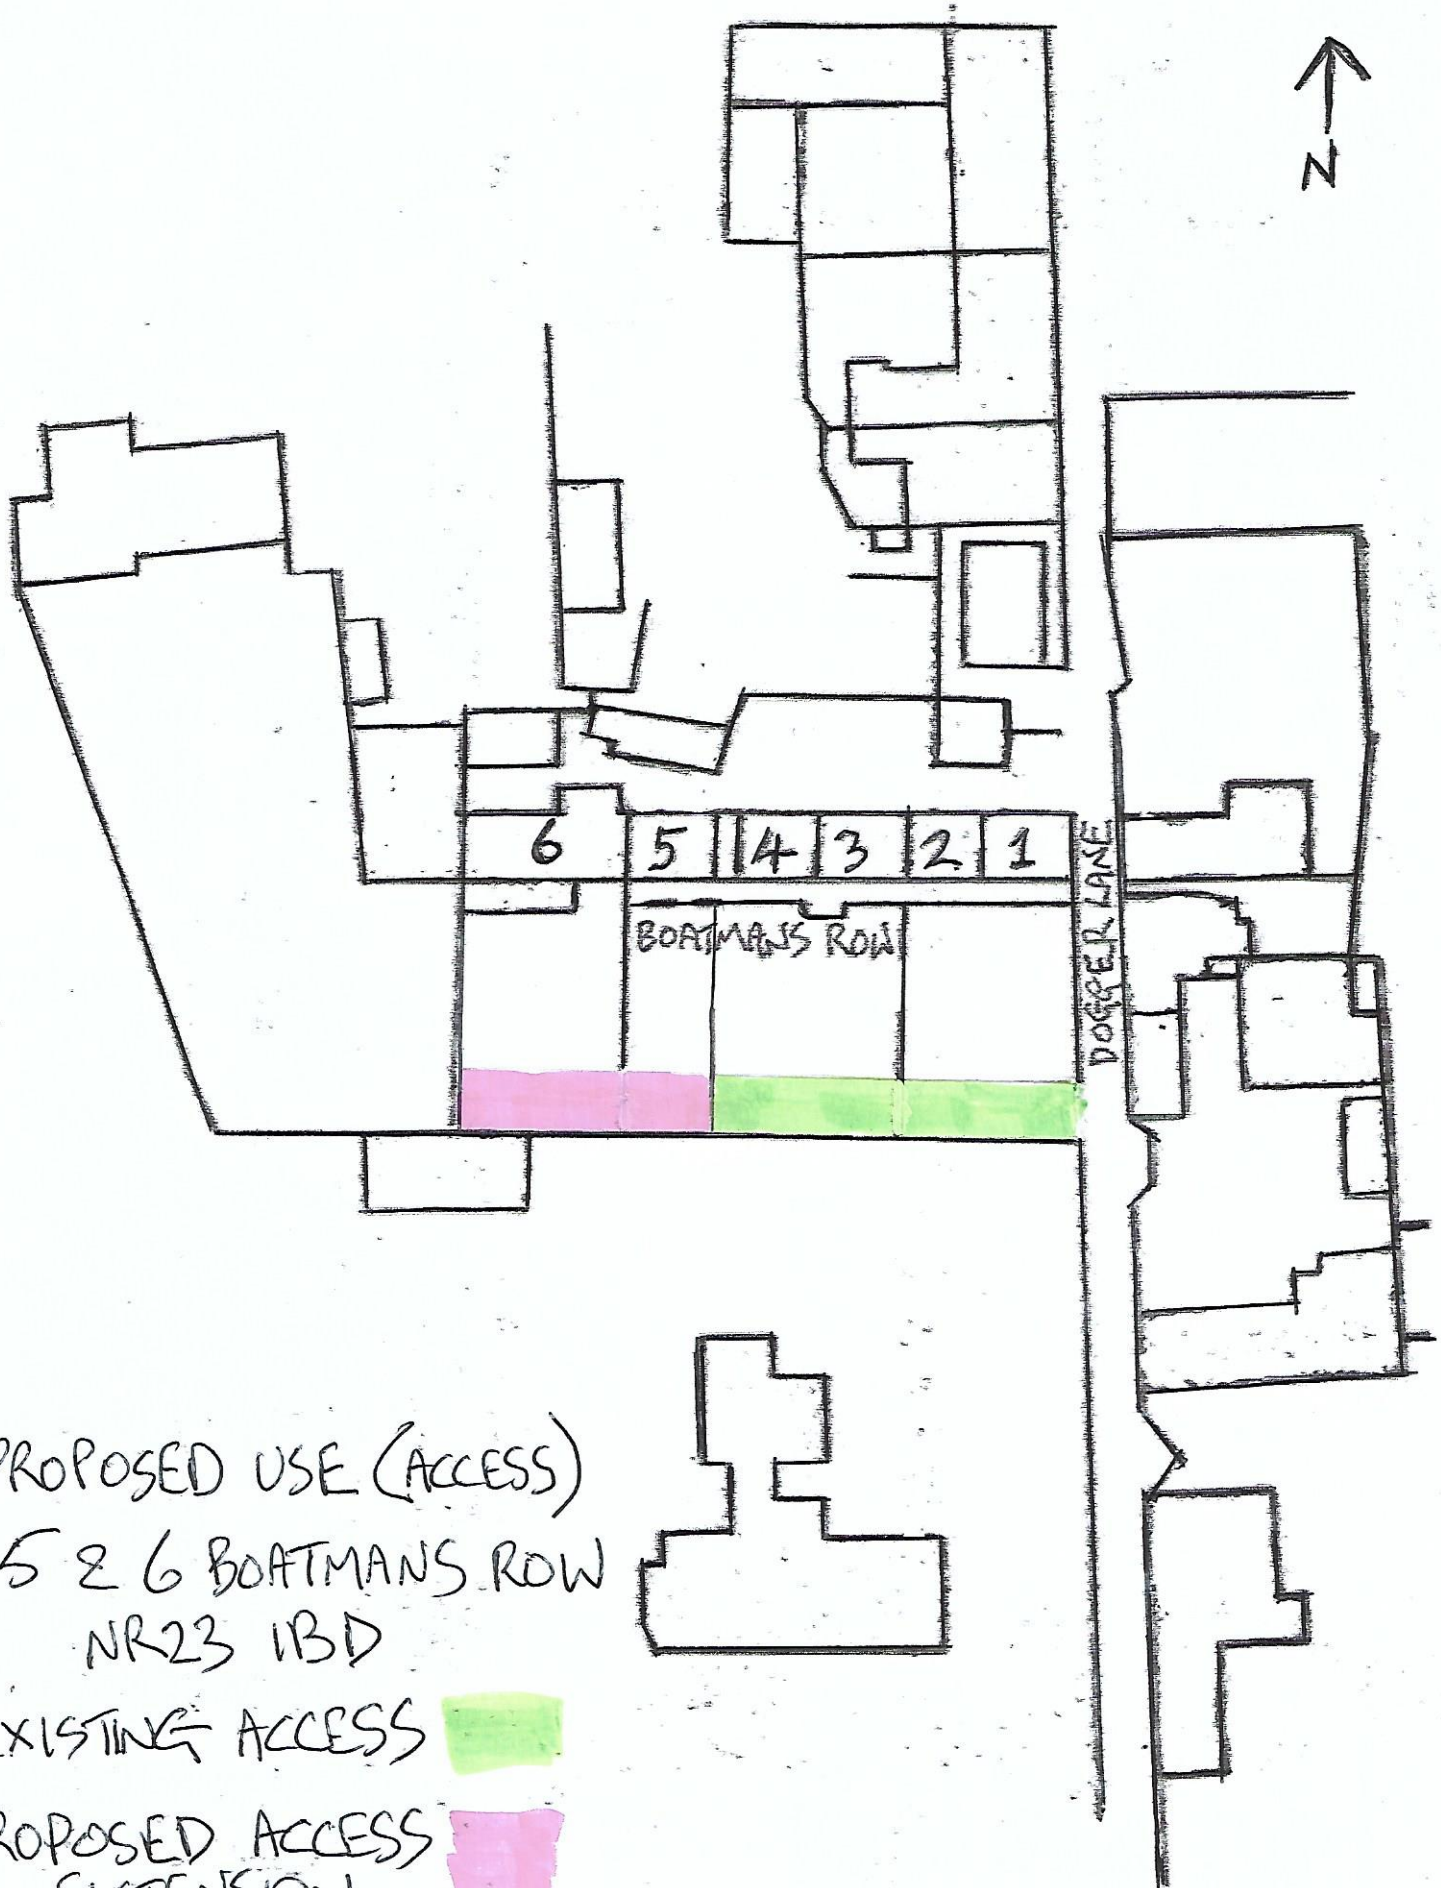 N
6 5 4 3 2 1
BOATMANS ROW
DOGGER LANE
PROPOSED USE (ACCESS)
5 & 6 BOATMANS ROW
NR23 1BD
EXISTING ACCESS
PROPOSED ACCESS
EXTENSION